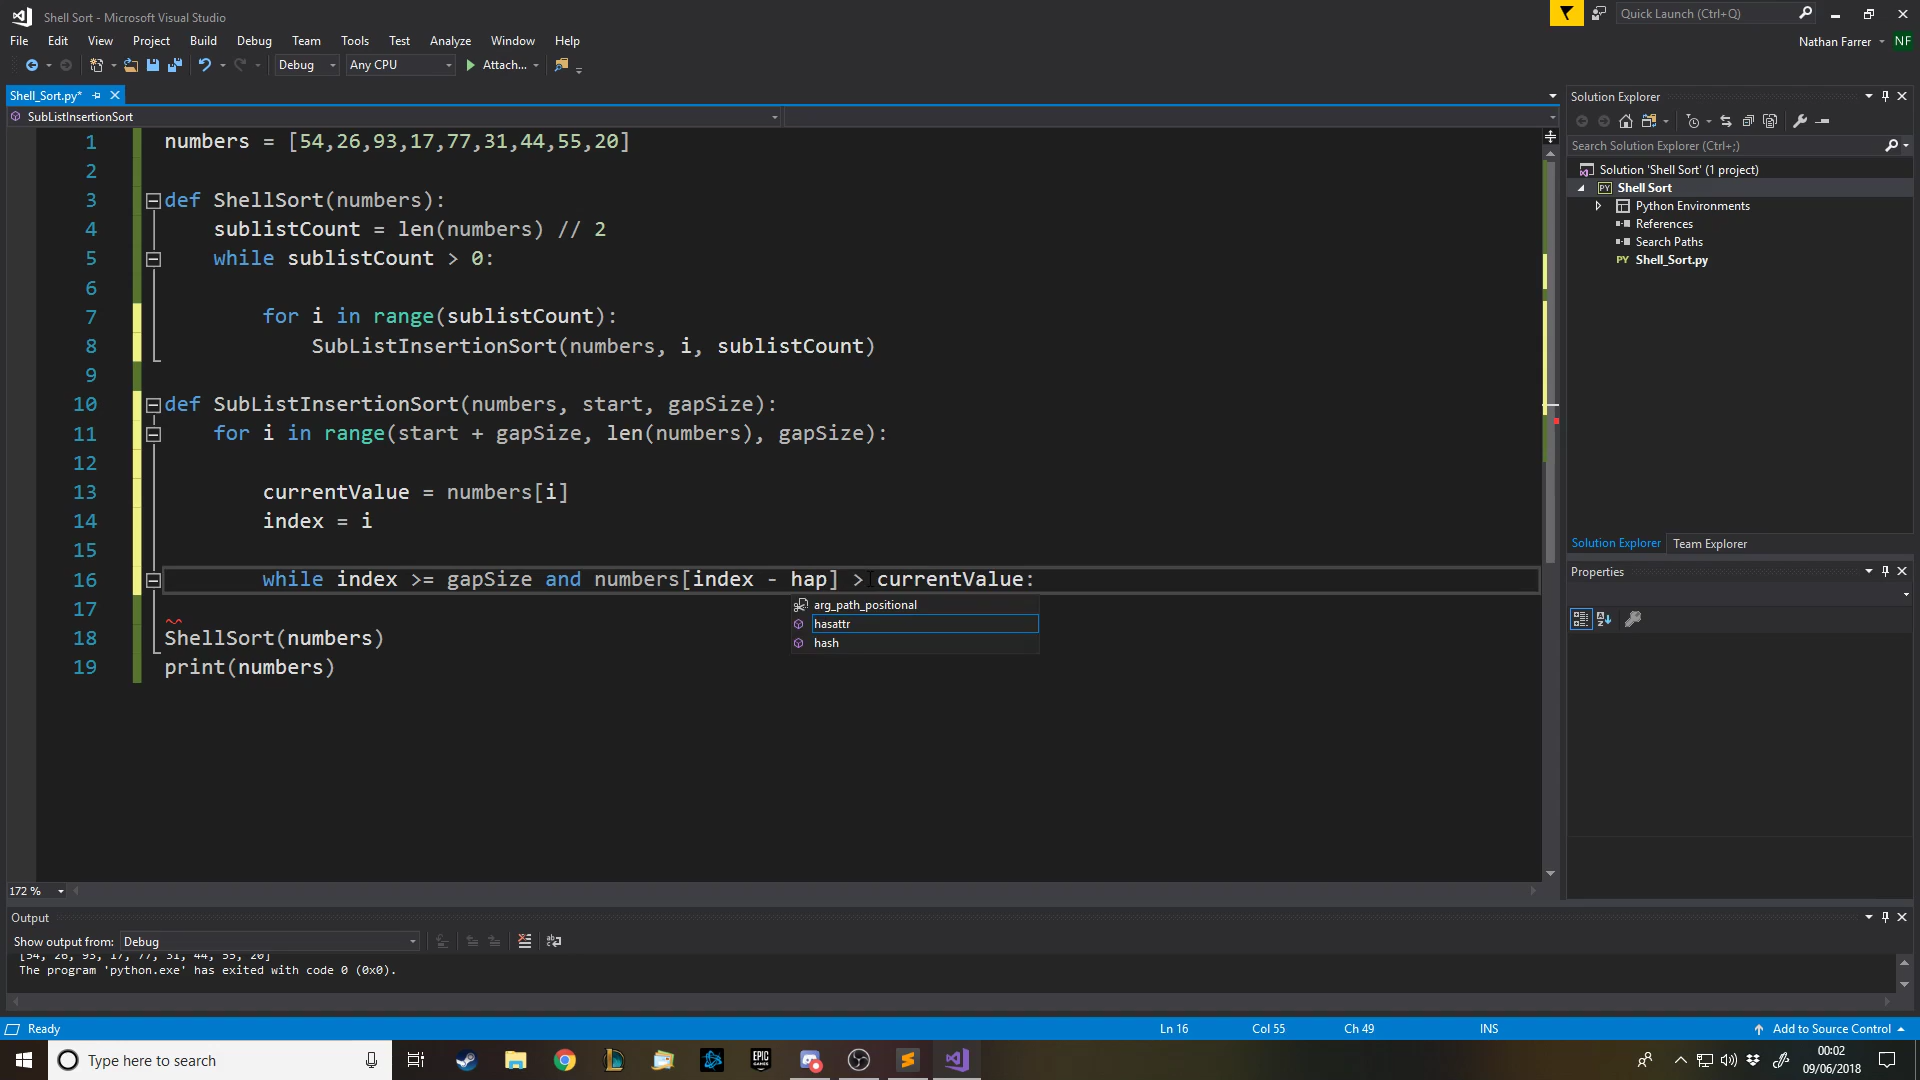 Shell Sort - Microsoft Visual Studio
Quick Launch (Ctrl+Q)
File Edit View Project Build Debug Team Tools Test Analyze Window Help
Nathan Farrer NF
Debug Any CPU Attach...
Shell_Sort.py*
SubListInsertionSort
1 numbers = [54,26,93,17,77,31,44,55,20]
2
3 def ShellSort(numbers):
4 sublistCount = len(numbers) // 2
5 while sublistCount > 0:
6
7 for i in range(sublistCount):
8 SubListInsertionSort(numbers, i, sublistCount)
9
10 def SubListInsertionSort(numbers, start, gapSize):
11 for i in range(start + gapSize, len(numbers), gapSize):
12
13 currentValue = numbers[i]
14 index = i
15
16 while index >= gapSize and numbers[index - hap] > currentValue:
arg_path_positional
hasattr
hash
17
18 ShellSort(numbers)
19 print(numbers)
172 %
Solution Explorer
Search Solution Explorer (Ctrl+;)
Solution 'Shell Sort' (1 project)
PY Shell Sort
Python Environments
References
Search Paths
PY Shell_Sort.py
Solution Explorer Team Explorer
Properties
Output
Show output from: Debug
[54, 26, 93, 17, 77, 31, 44, 55, 20]
The program 'python.exe' has exited with code 0 (0x0).
Ready Ln 16 Col 55 Ch 49 INS Add to Source Control
Type here to search
EPIC GAMES
00:02
09/06/2018